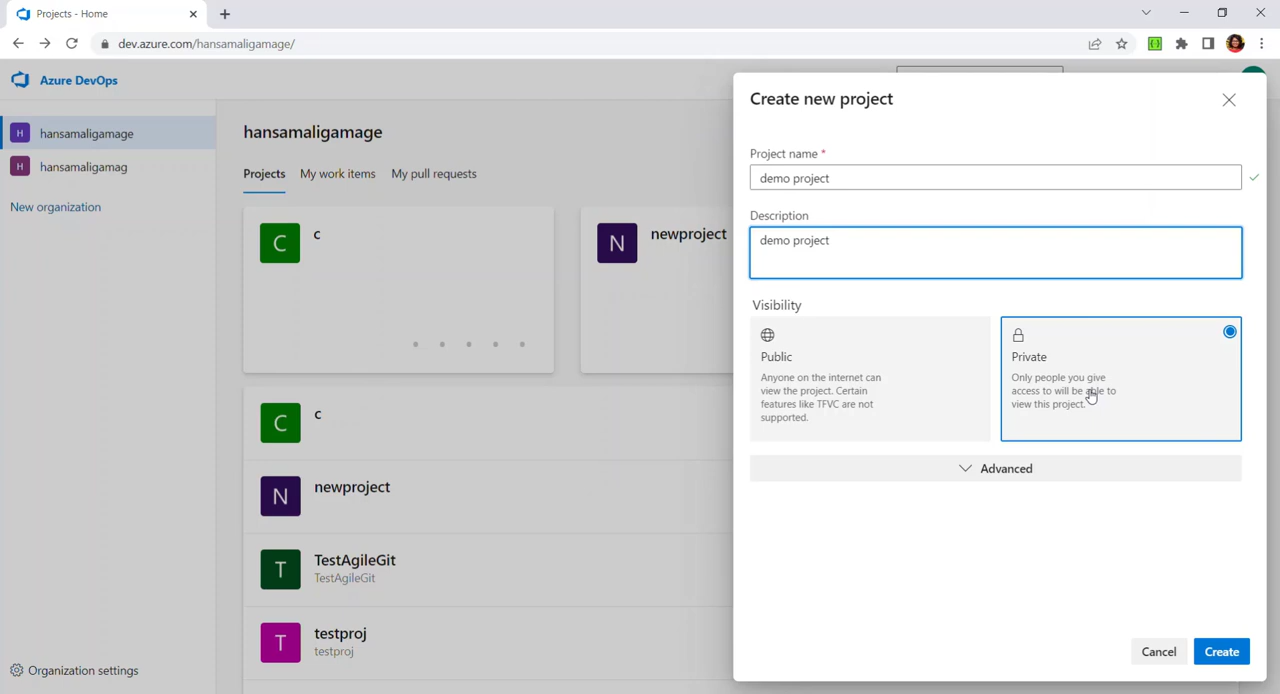 Projects - Home
dev.azure.com/hansamaligamage/
Azure DevOps
H hansamaligamage
H hansamaligamag
New organization
Organization settings
hansamaligamage
Projects My work items My pull requests
C c
N newproject
C c
N newproject
T TestAgileGit
TestAgileGit
T testproj
testproj
Create new project
Project name *
demo project
Description
demo project
Visibility
Public
Anyone on the internet can
view the project. Certain
features like TFVC are not
supported.
Private
Only people you give
access to will be able to
view this project.
Advanced
Cancel Create